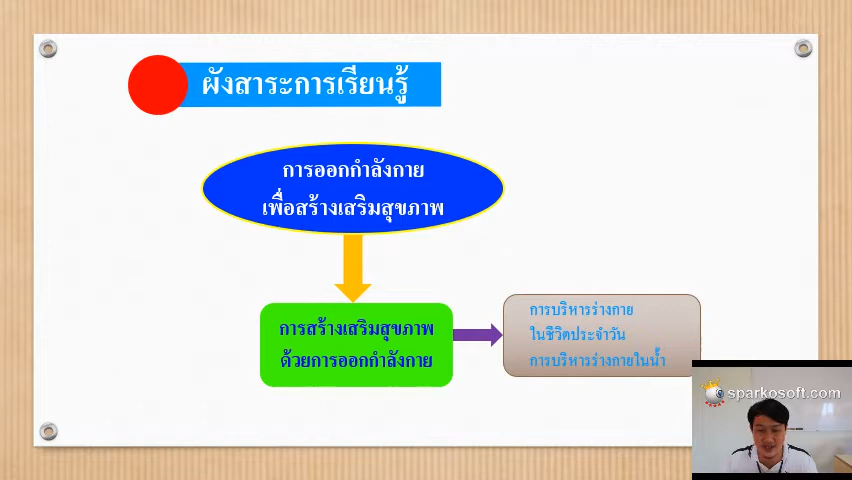 ผังสาระการเรียนรู้
การออกกำลังกาย
เพื่อสร้างเสริมสุขภาพ
การสร้างเสริมสุขภาพ
ด้วยการออกกำลังกาย
การบริหารร่างกาย
ในชีวิตประจำวัน
การบริหารร่างกายในน้ำ
sparkosoft.com